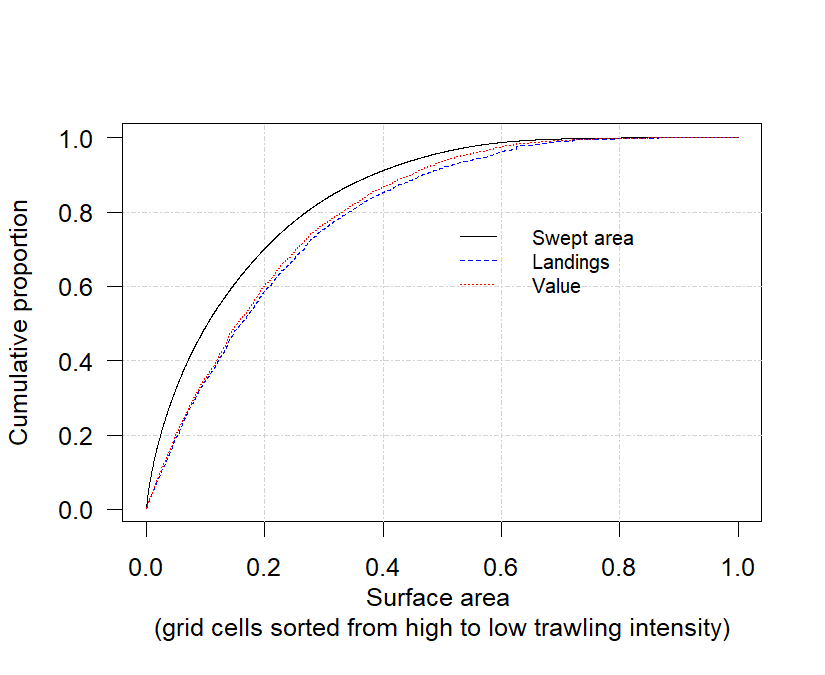 1.0
0.8
0.6
0.4
0.2
0.0
Cumulative proportion
Swept area
Landings
Value
0.0 0.2 0.4 0.6 0.8 1.0
Surface area
(grid cells sorted from high to low trawling intensity)